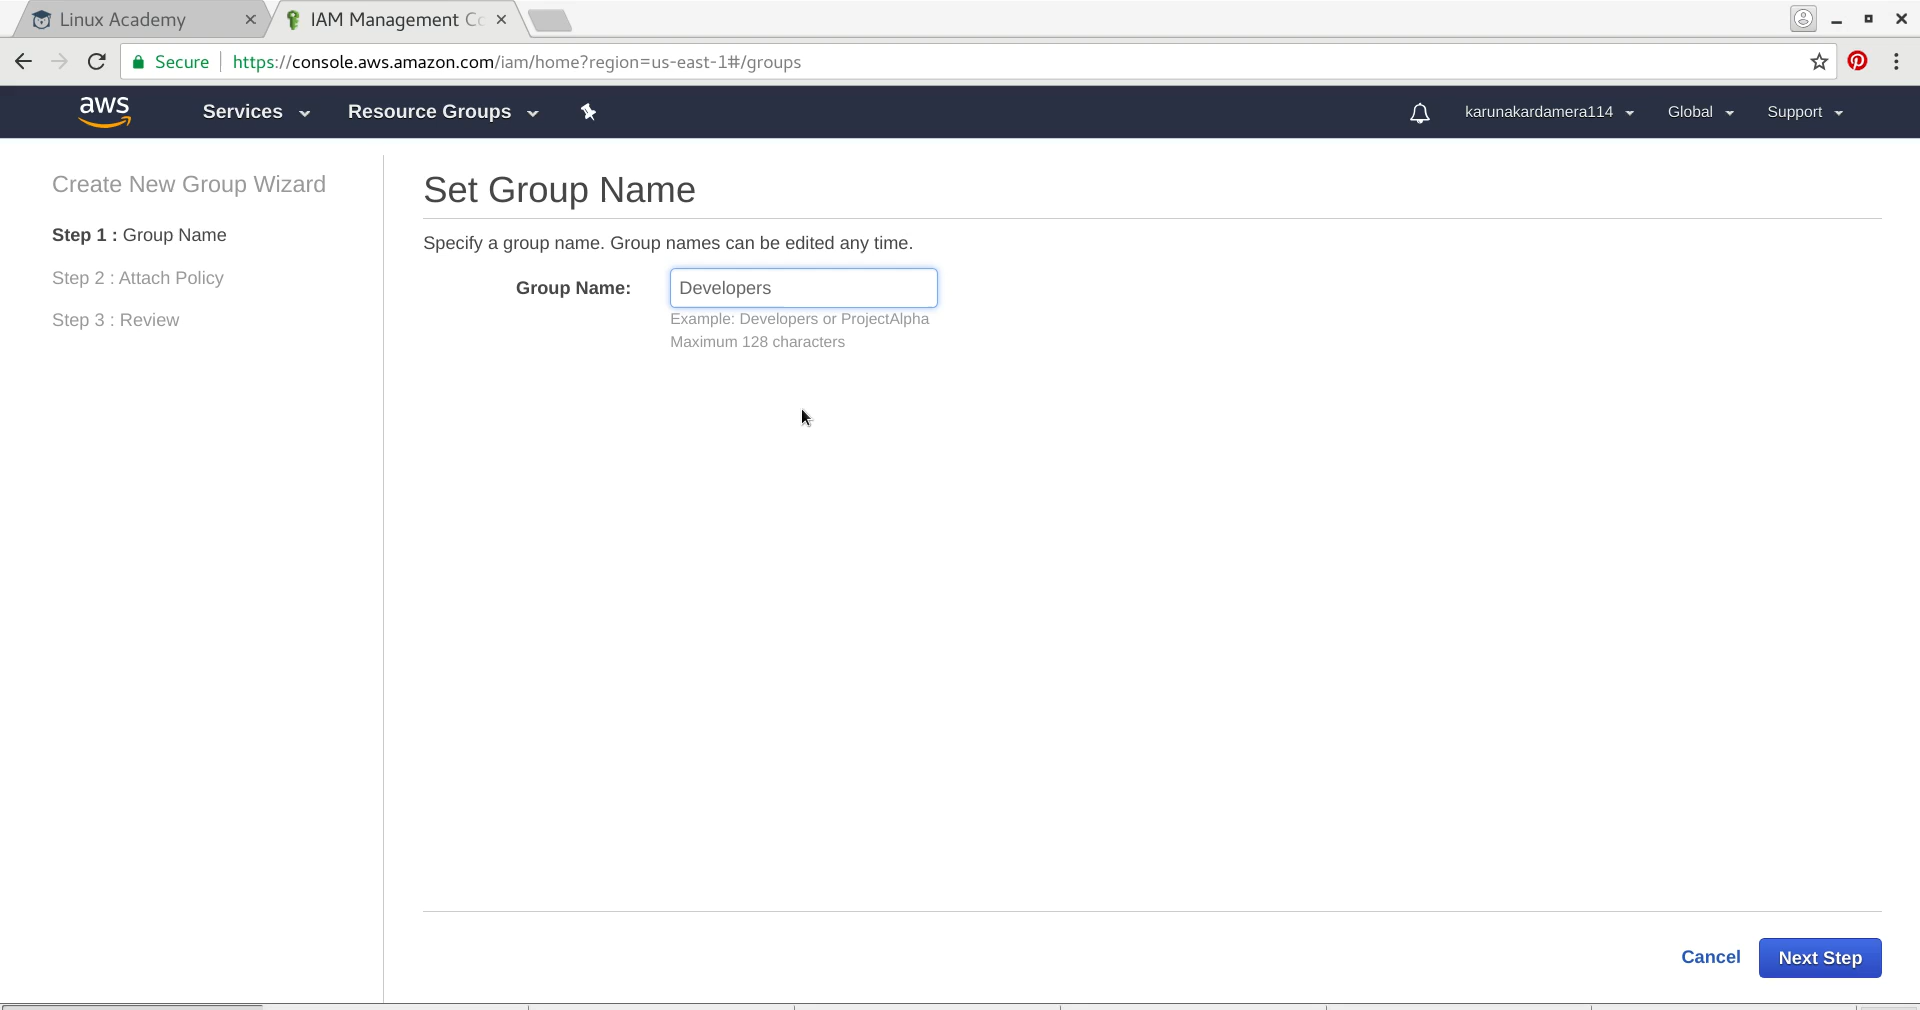 Linux Academy
IAM Management Co
Secure
https://console.aws.amazon.com/iam/home?region=us-east-1#/groups
aws
Services
Resource Groups
karunakardamera114
Global
Support
Create New Group Wizard
Step 1 : Group Name
Step 2 : Attach Policy
Step 3 : Review
Set Group Name
Specify a group name. Group names can be edited any time.
Group Name:
Developers
Example: Developers or ProjectAlpha
Maximum 128 characters
Cancel
Next Step